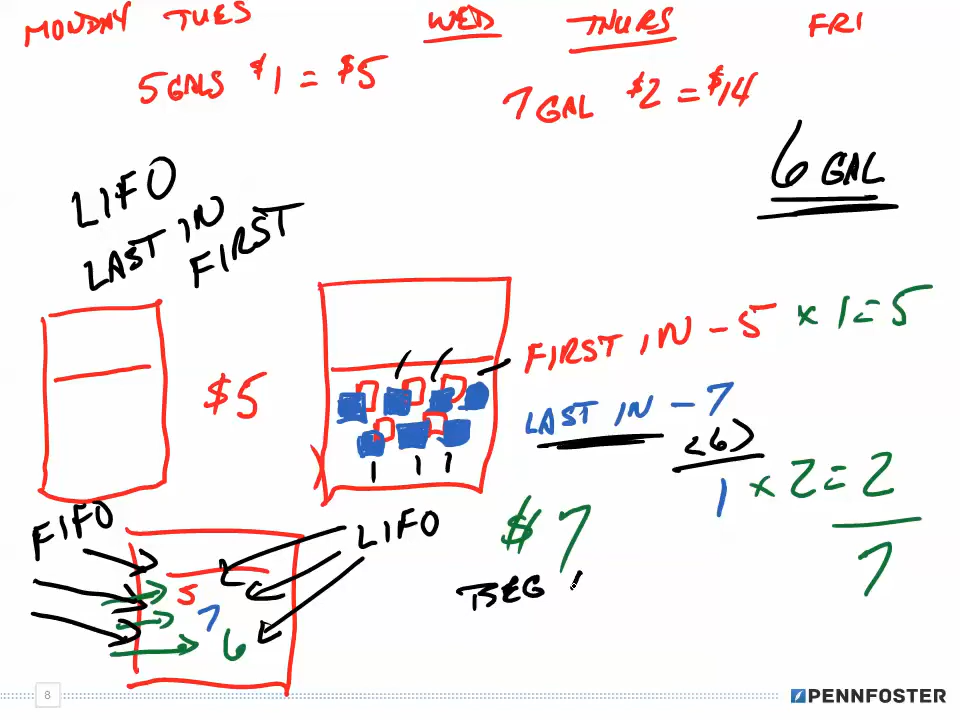 MONDAY TUES WED THURS FRI
5 GALS $1 = $5
7 GAL $2 = $14
6 GAL
LIFO
LAST IN
FIRST
$5
FIRST IN - 5 × 1 = 5
LAST IN - 7
<6>
1 × 2 = 2
7
FIFO
LIFO
$7
BEG
5
7
6
8
PENNFOSTER